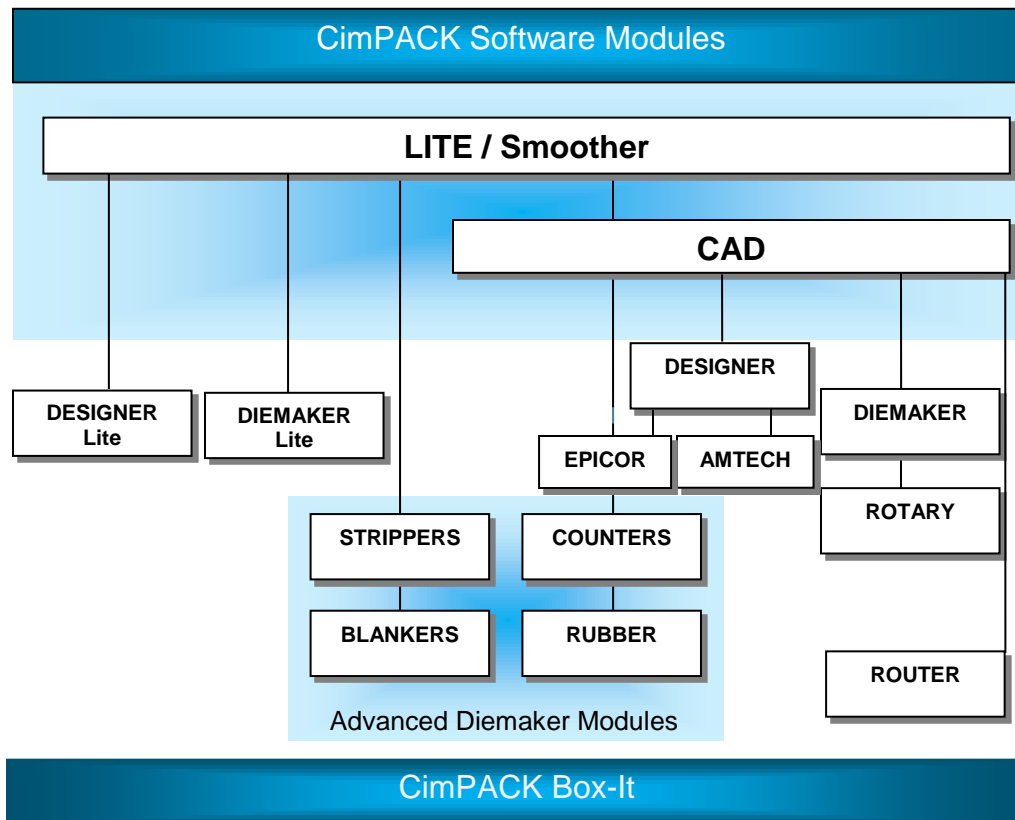 CimPACK Software Modules
LITE / Smoother
CAD
DESIGNER
DESIGNER
Lite
DIEMAKER
Lite
DIEMAKER
EPICOR
AMTECH
ROTARY
STRIPPERS
COUNTERS
BLANKERS
RUBBER
ROUTER
Advanced Diemaker Modules
CimPACK Box-It